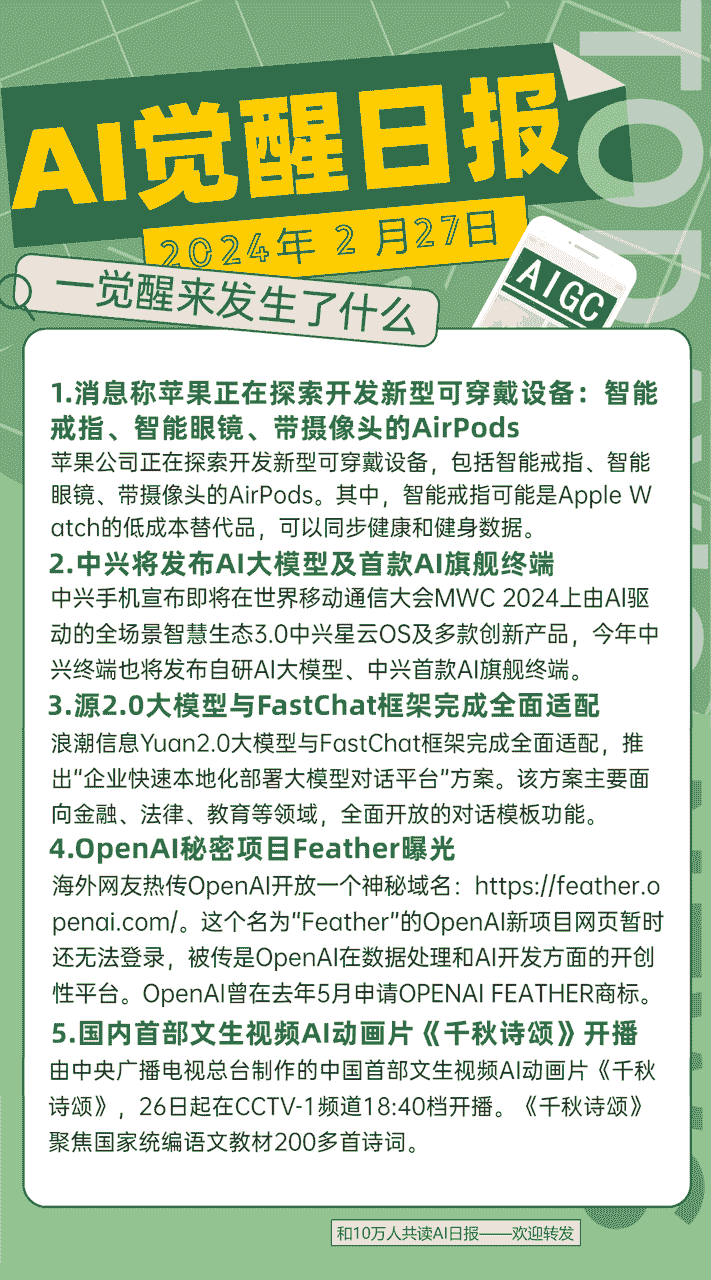 AI觉醒日报
2024年 2 月27日
AIGC
一觉醒来发生了什么
1.消息称苹果正在探索开发新型可穿戴设备：智能
戒指、智能眼镜、带摄像头的AirPods
苹果公司正在探索开发新型可穿戴设备，包括智能戒指、智能
眼镜、带摄像头的AirPods。其中，智能戒指可能是Apple W
atch的低成本替代品，可以同步健康和健身数据。
2.中兴将发布AI大模型及首款AI旗舰终端
中兴手机宣布即将在世界移动通信大会MWC 2024上由AI驱
动的全场景智慧生态3.0中兴星云OS及多款创新产品，今年中
兴终端也将发布自研AI大模型、中兴首款AI旗舰终端。
3.源2.0大模型与FastChat框架完成全面适配
浪潮信息Yuan2.0大模型与FastChat框架完成全面适配，推
出“企业快速本地化部署大模型对话平台”方案。该方案主要面
向金融、法律、教育等领域，全面开放的对话模板功能。
4.OpenAI秘密项目Feather曝光
海外网友热传OpenAI开放一个神秘域名：https://feather.o
penai.com/。这个名为“Feather”的OpenAI新项目网页暂时
还无法登录，被传是OpenAI在数据处理和AI开发方面的开创
性平台。OpenAI曾在去年5月申请OPENAI FEATHER商标。
5.国内首部文生视频AI动画片《千秋诗颂》开播
由中央广播电视总台制作的中国首部文生视频AI动画片《千秋
诗颂》，26日起在CCTV-1频道18:40档开播。《千秋诗颂》
聚焦国家统编语文教材200多首诗词。
和10万人共读AI日报——欢迎转发